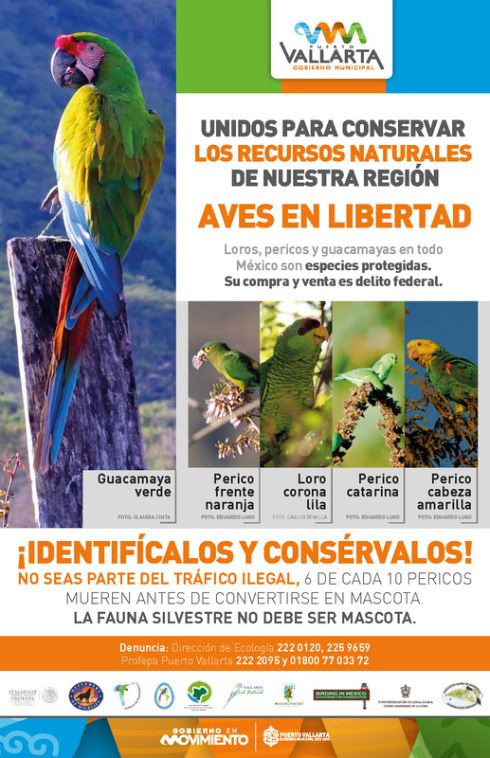 PUERTO
VALLARTA
GOBIERNO MUNICIPAL
UNIDOS PARA CONSERVAR
LOS RECURSOS NATURALES
DE NUESTRA REGIÓN
AVES EN LIBERTAD
Loros, pericos y guacamayas en todo
México son especies protegidas.
Su compra y venta es delito federal.
Guacamaya
verde
FOTO: CLAUDIA CINTA
Perico
frente
naranja
FOTO: EDUARDO LUGO
Loro
corona
lila
Perico
catarina
FOTO: EDUARDO LUGO
Perico
cabeza
amarilla
FOTO: EDUARDO LUGO
¡IDENTIFÍCALOS Y CONSÉRVALOS!
NO SEAS PARTE DEL TRÁFICO ILEGAL, 6 DE CADA 10 PERICOS
MUEREN ANTES DE CONVERTIRSE EN MASCOTA.
LA FAUNA SILVESTRE NO DEBE SER MASCOTA.
Denuncia: Dirección de Ecología 222 0120, 225 9659
Profepa Puerto Vallarta 222 2095 y 01800 77 033 72
SEMARNAT
PROFEPA
VALLARTA
BIRDING IN MEXICO
UNIVERSIDAD DE GUADALAJARA
GOBIERNO EN
MOVIMIENTO
PUERTO VALLARTA